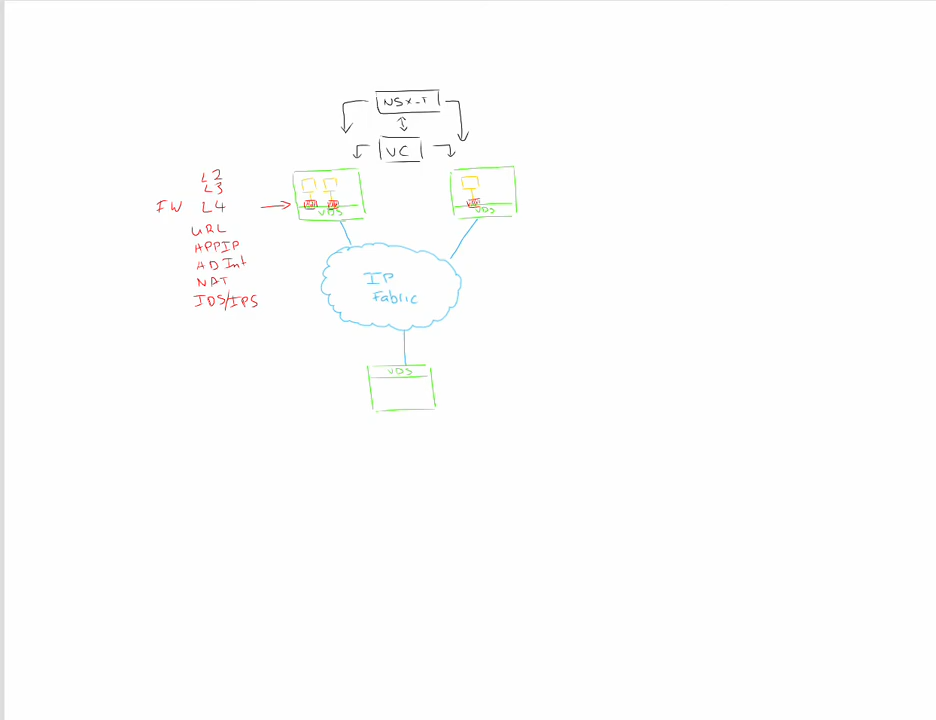 NSX-T
VC
L2
L3
FW L4
URL
APPIP
AD Int
NAT
IDS/IPS
VDS
VDS
IP
Fabric
VDS